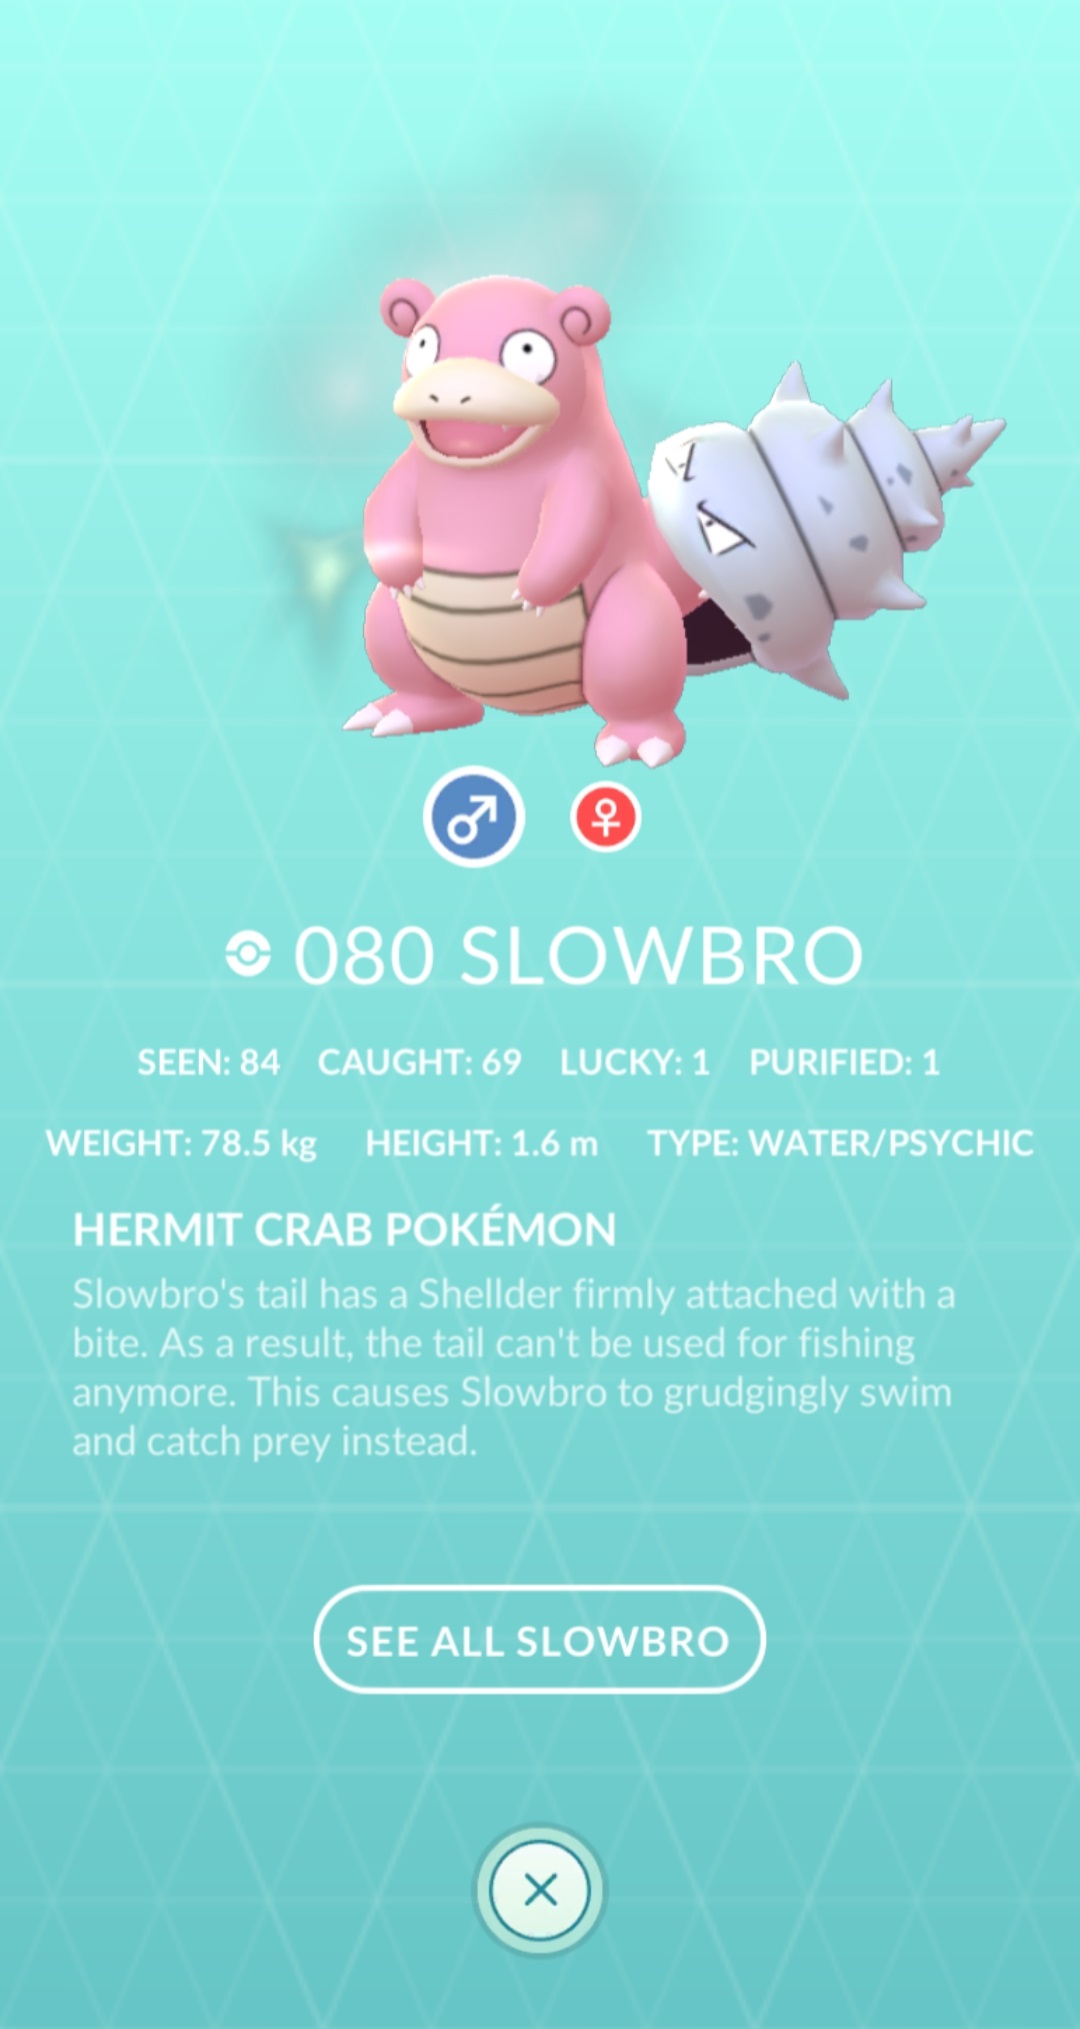 080 SLOWBRO
SEEN: 84 CAUGHT: 69 LUCKY: 1 PURIFIED: 1
WEIGHT: 78.5 kg HEIGHT: 1.6 m TYPE: WATER/PSYCHIC
HERMIT CRAB POKÉMON
Slowbro's tail has a Shellder firmly attached with a
bite. As a result, the tail can't be used for fishing
anymore. This causes Slowbro to grudgingly swim
and catch prey instead.
SEE ALL SLOWBRO